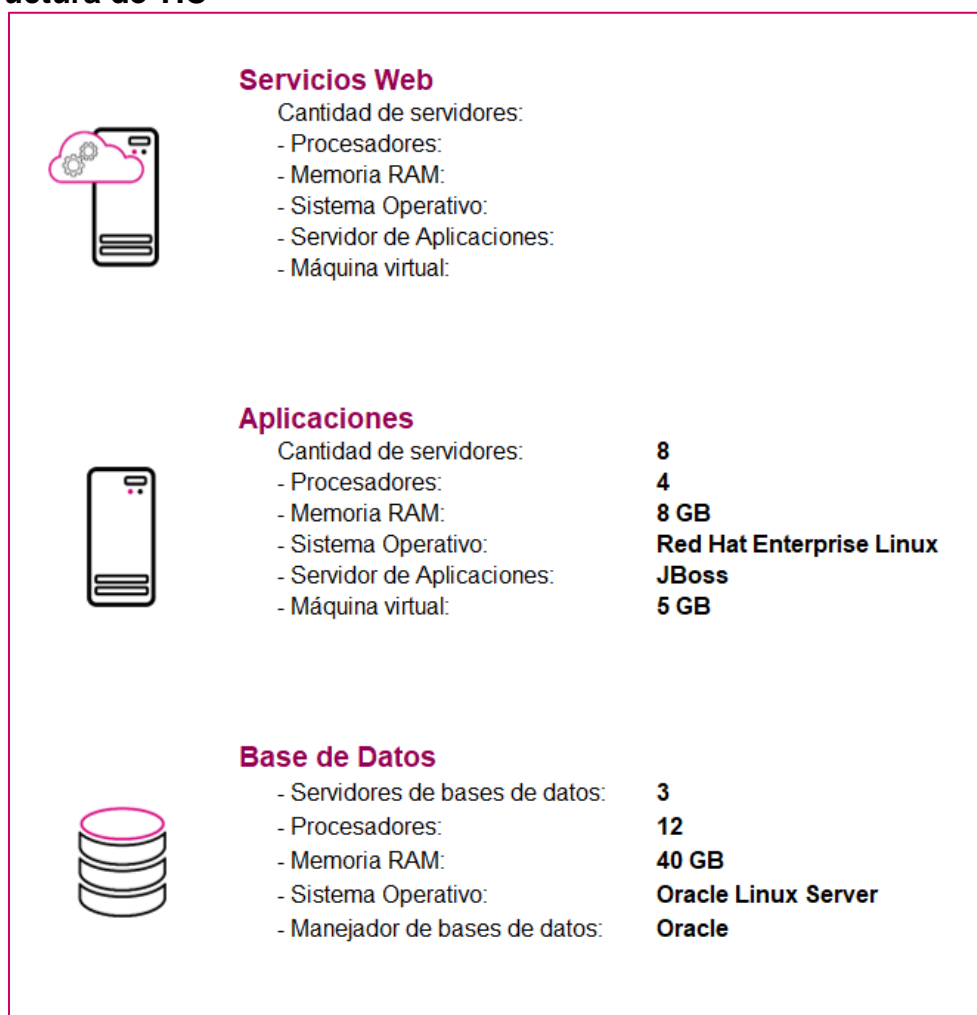 Servicios Web
Cantidad de servidores:
- Procesadores:
- Memoria RAM:
- Sistema Operativo:
- Servidor de Aplicaciones:
- Máquina virtual:
Aplicaciones
Cantidad de servidores: 8
- Procesadores: 4
- Memoria RAM: 8 GB
- Sistema Operativo: Red Hat Enterprise Linux
- Servidor de Aplicaciones: JBoss
- Máquina virtual: 5 GB
Base de Datos
- Servidores de bases de datos: 3
- Procesadores: 12
- Memoria RAM: 40 GB
- Sistema Operativo: Oracle Linux Server
- Manejador de bases de datos: Oracle